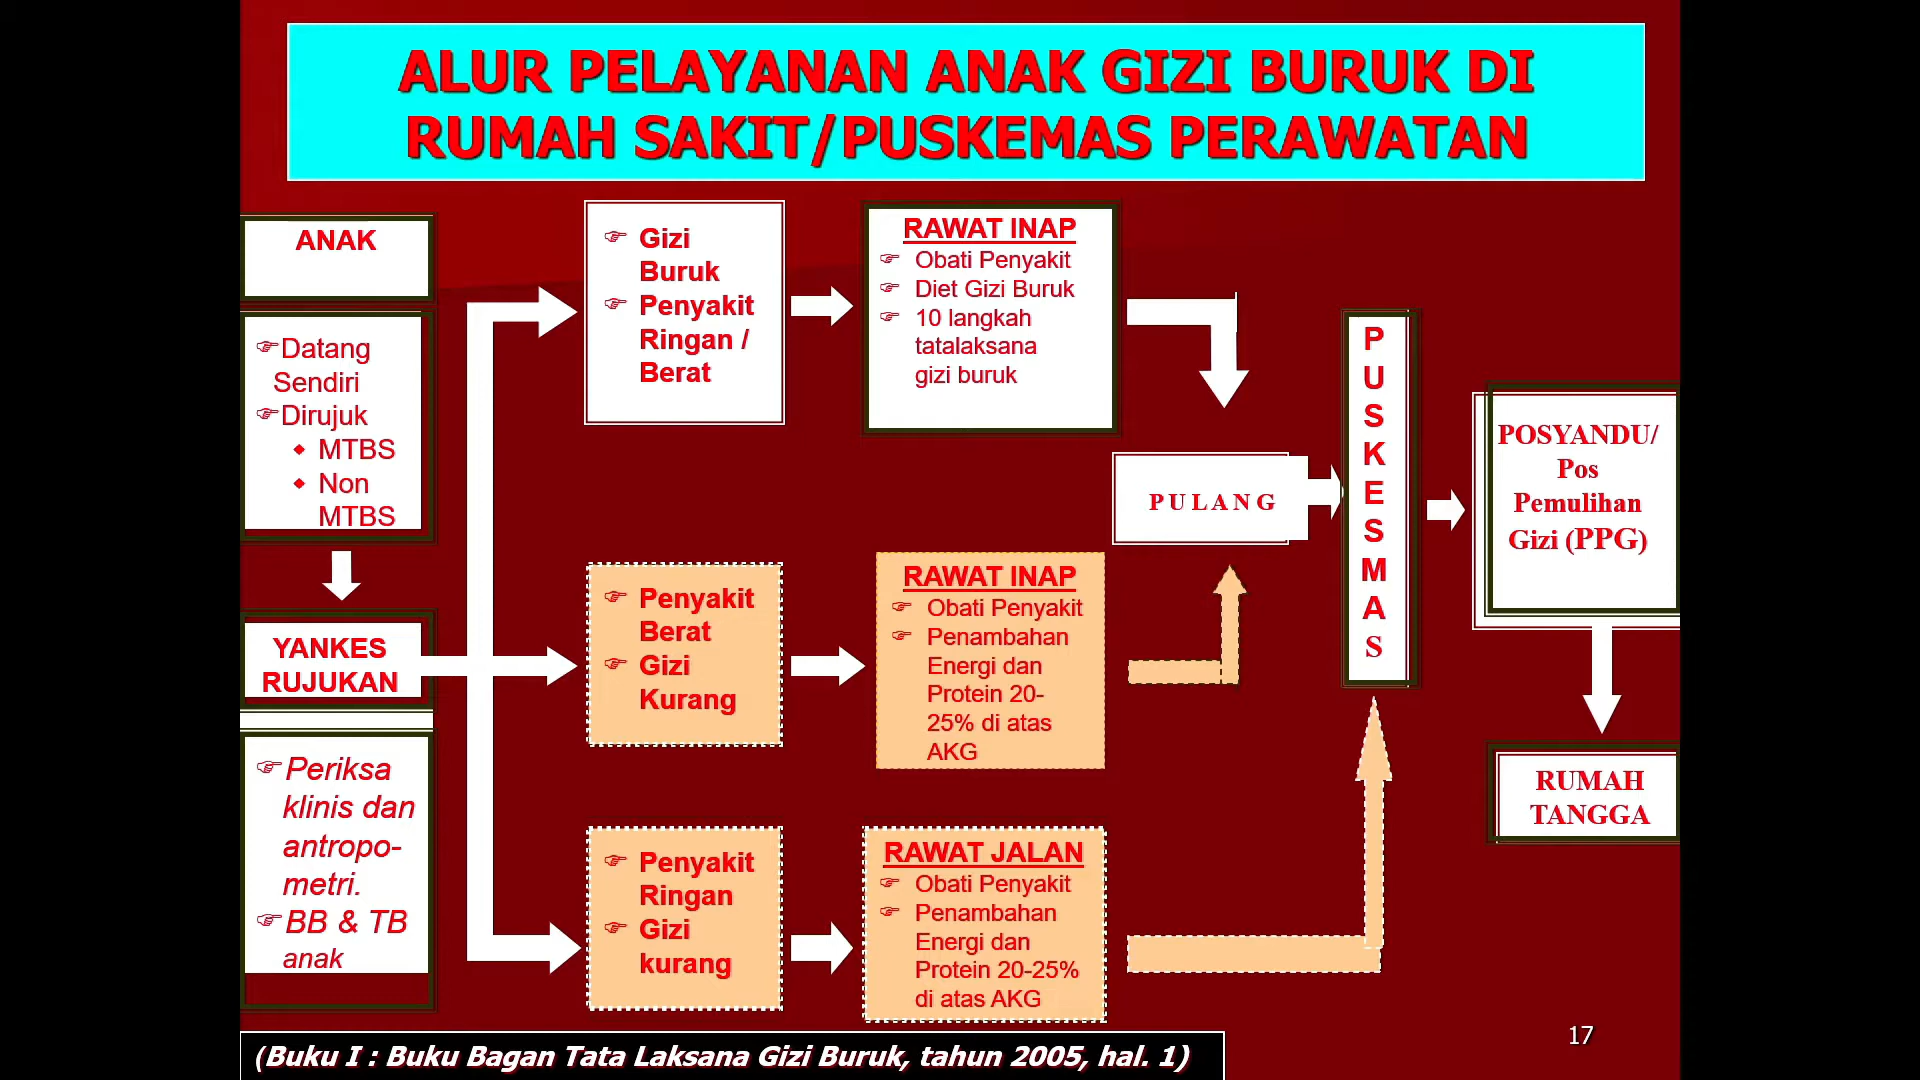 ALUR PELAYANAN ANAK GIZI BURUK DI
RUMAH SAKIT/PUSKEMAS PERAWATAN
ANAK
Datang
Sendiri
Dirujuk
MTBS
Non
MTBS
YANKES
RUJUKAN
Periksa
klinis dan
antropo-
metri.
BB & TB
anak
Gizi
Buruk
Penyakit
Ringan /
Berat
RAWAT INAP
Obati Penyakit
Diet Gizi Buruk
10 langkah
tatalaksana
gizi buruk
Penyakit
Berat
Gizi
Kurang
RAWAT INAP
Obati Penyakit
Penambahan
Energi dan
Protein 20-
25% di atas
AKG
Penyakit
Ringan
Gizi
kurang
RAWAT JALAN
Obati Penyakit
Penambahan
Energi dan
Protein 20-25%
di atas AKG
P U L A N G
P
U
S
K
E
S
M
A
S
POSYANDU/
Pos
Pemulihan
Gizi (PPG)
RUMAH
TANGGA
17
(Buku I : Buku Bagan Tata Laksana Gizi Buruk, tahun 2005, hal. 1)